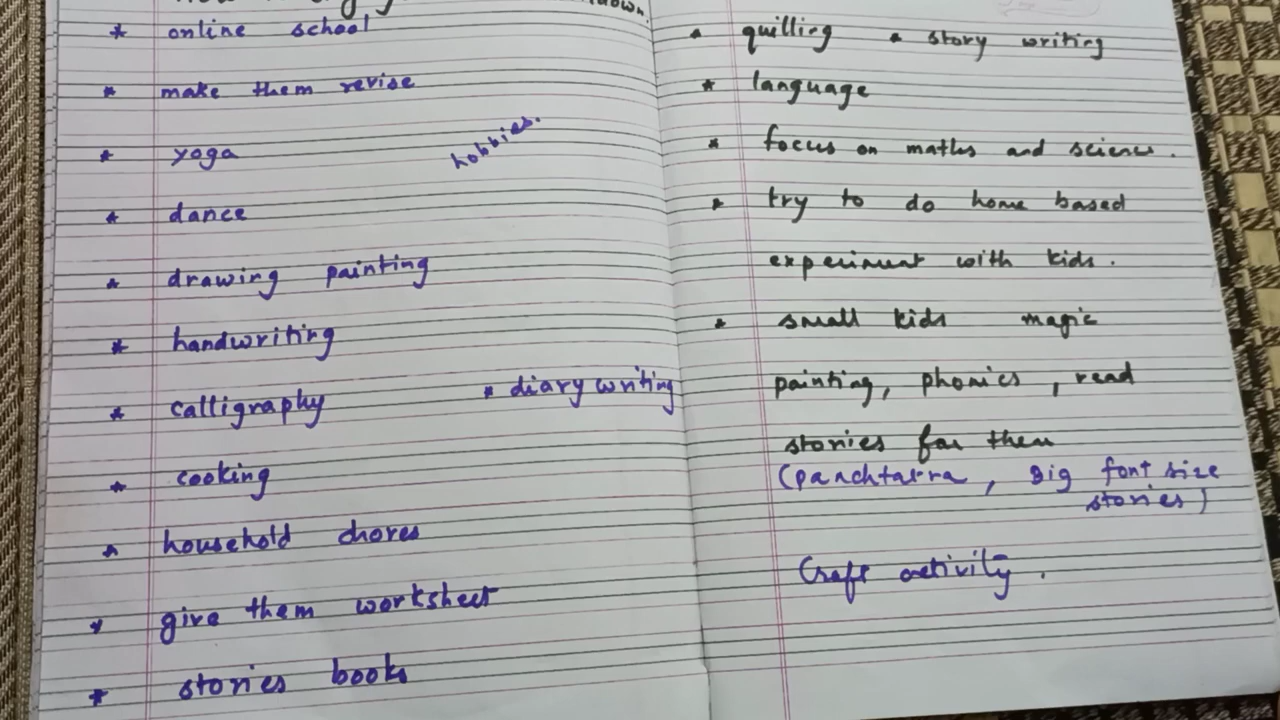 * online school
* make them revise
hobbies.
* yoga
* dance
* drawing painting
* handwriting
* calligraphy
* diary writing
* cooking
* household chores
* give them worksheet
* stories books
* quilling * story writing
* language
* focus on maths and science.
* try to do home based
experiment with kids.
* small kids magic
painting, phonics, read
stories for them
(panchtatra, Big font size
stories)
Craft activity.